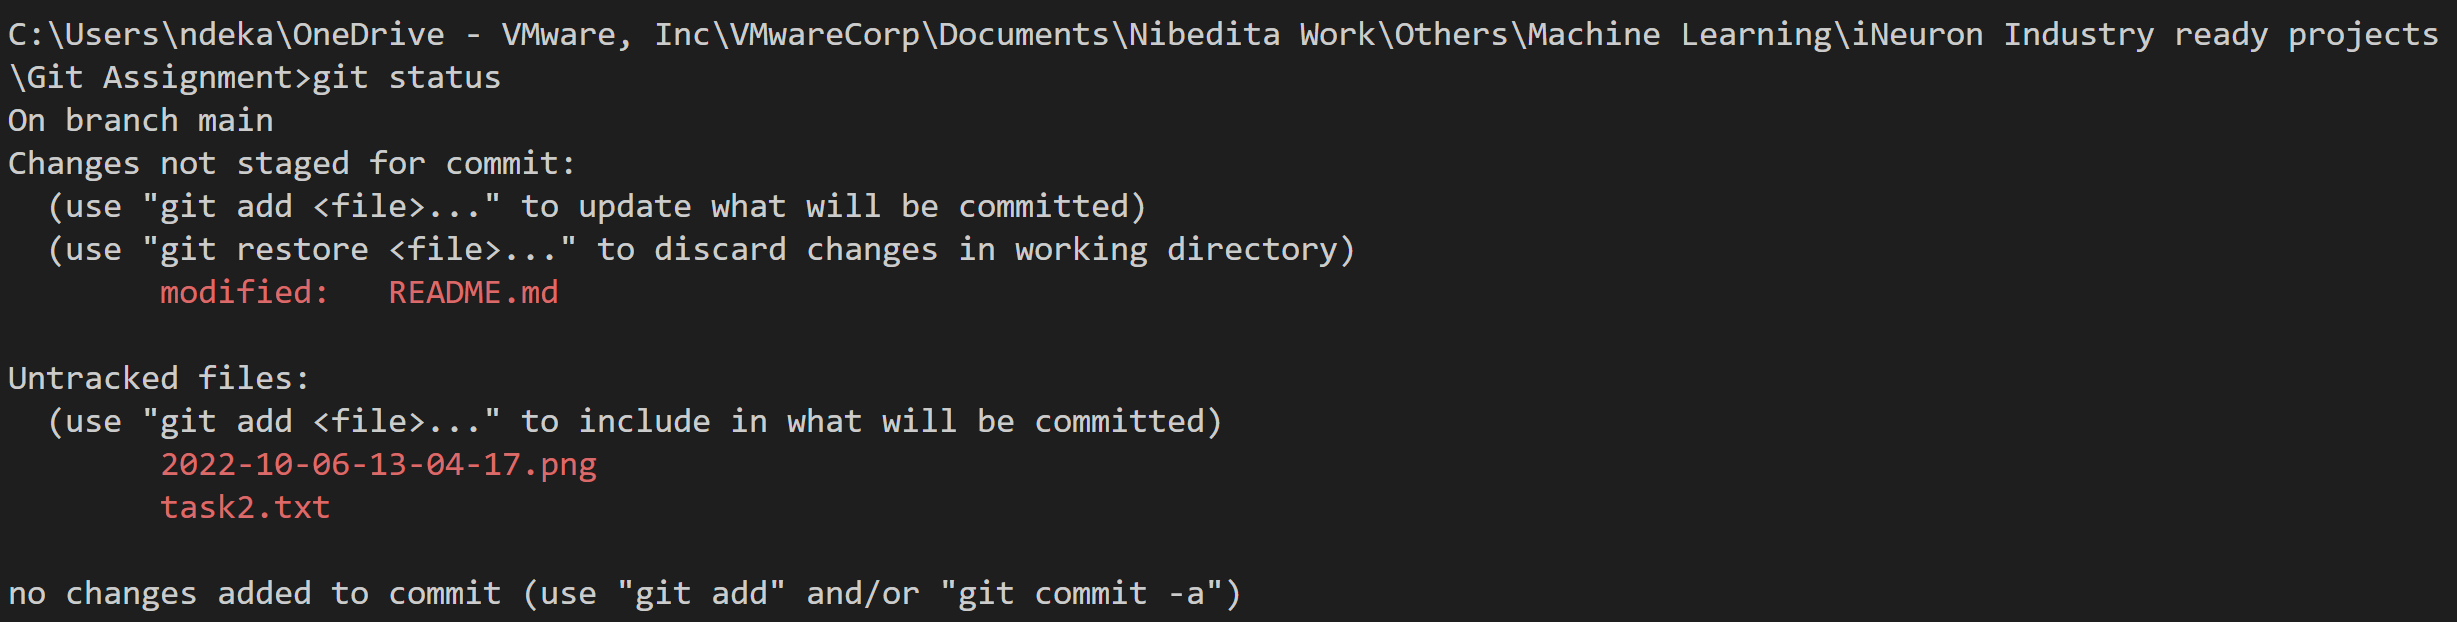 C:\Users\ndeka\OneDrive - VMware, Inc\VMwareCorp\Documents\Nibedita Work\Others\Machine Learning\iNeuron Industry ready projects
\Git Assignment>git status
On branch main
Changes not staged for commit:
  (use "git add <file>..." to update what will be committed)
  (use "git restore <file>..." to discard changes in working directory)
        modified:   README.md

Untracked files:
  (use "git add <file>..." to include in what will be committed)
        2022-10-06-13-04-17.png
        task2.txt

no changes added to commit (use "git add" and/or "git commit -a")